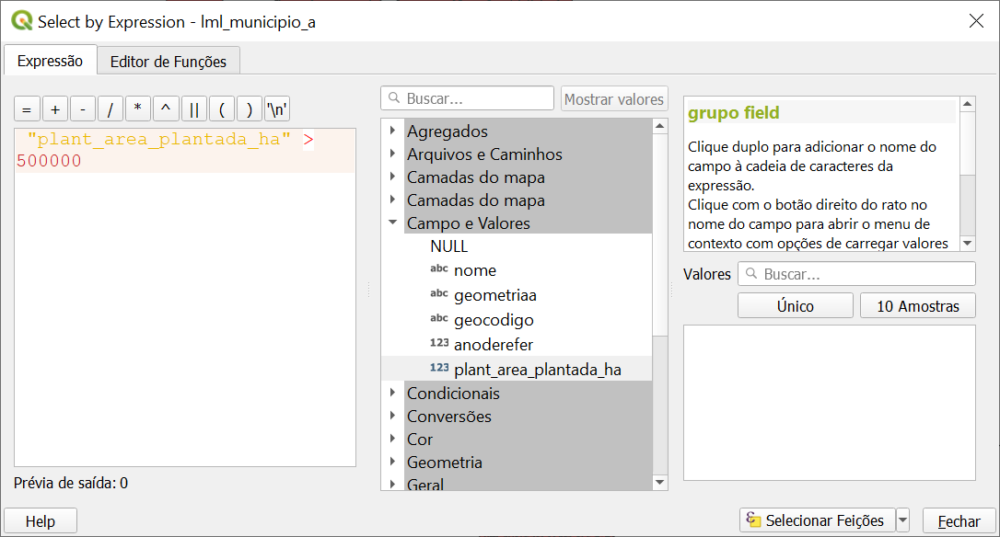 Select by Expression - lml_municipio_a
Expressão
Editor de Funções
= + - / * ^ || ( ) '\n'
"plant_area_plantada_ha" >
500000
Prévia de saída: 0
Help
Buscar...
Mostrar valores
Agregados
Arquivos e Caminhos
Camadas do mapa
Camadas do mapa
Campo e Valores
NULL
abc nome
abc geometriaa
abc geocodigo
123 anoderefer
123 plant_area_plantada_ha
Condicionais
Conversões
Cor
Geometria
Geral
grupo field
Clique duplo para adicionar o nome do
campo à cadeia de caracteres da
expressão.
Clique com o botão direito do rato no
nome do campo para abrir o menu de
contexto com opções de carregar valores
Valores
Buscar...
Único
10 Amostras
Selecionar Feições
Fechar